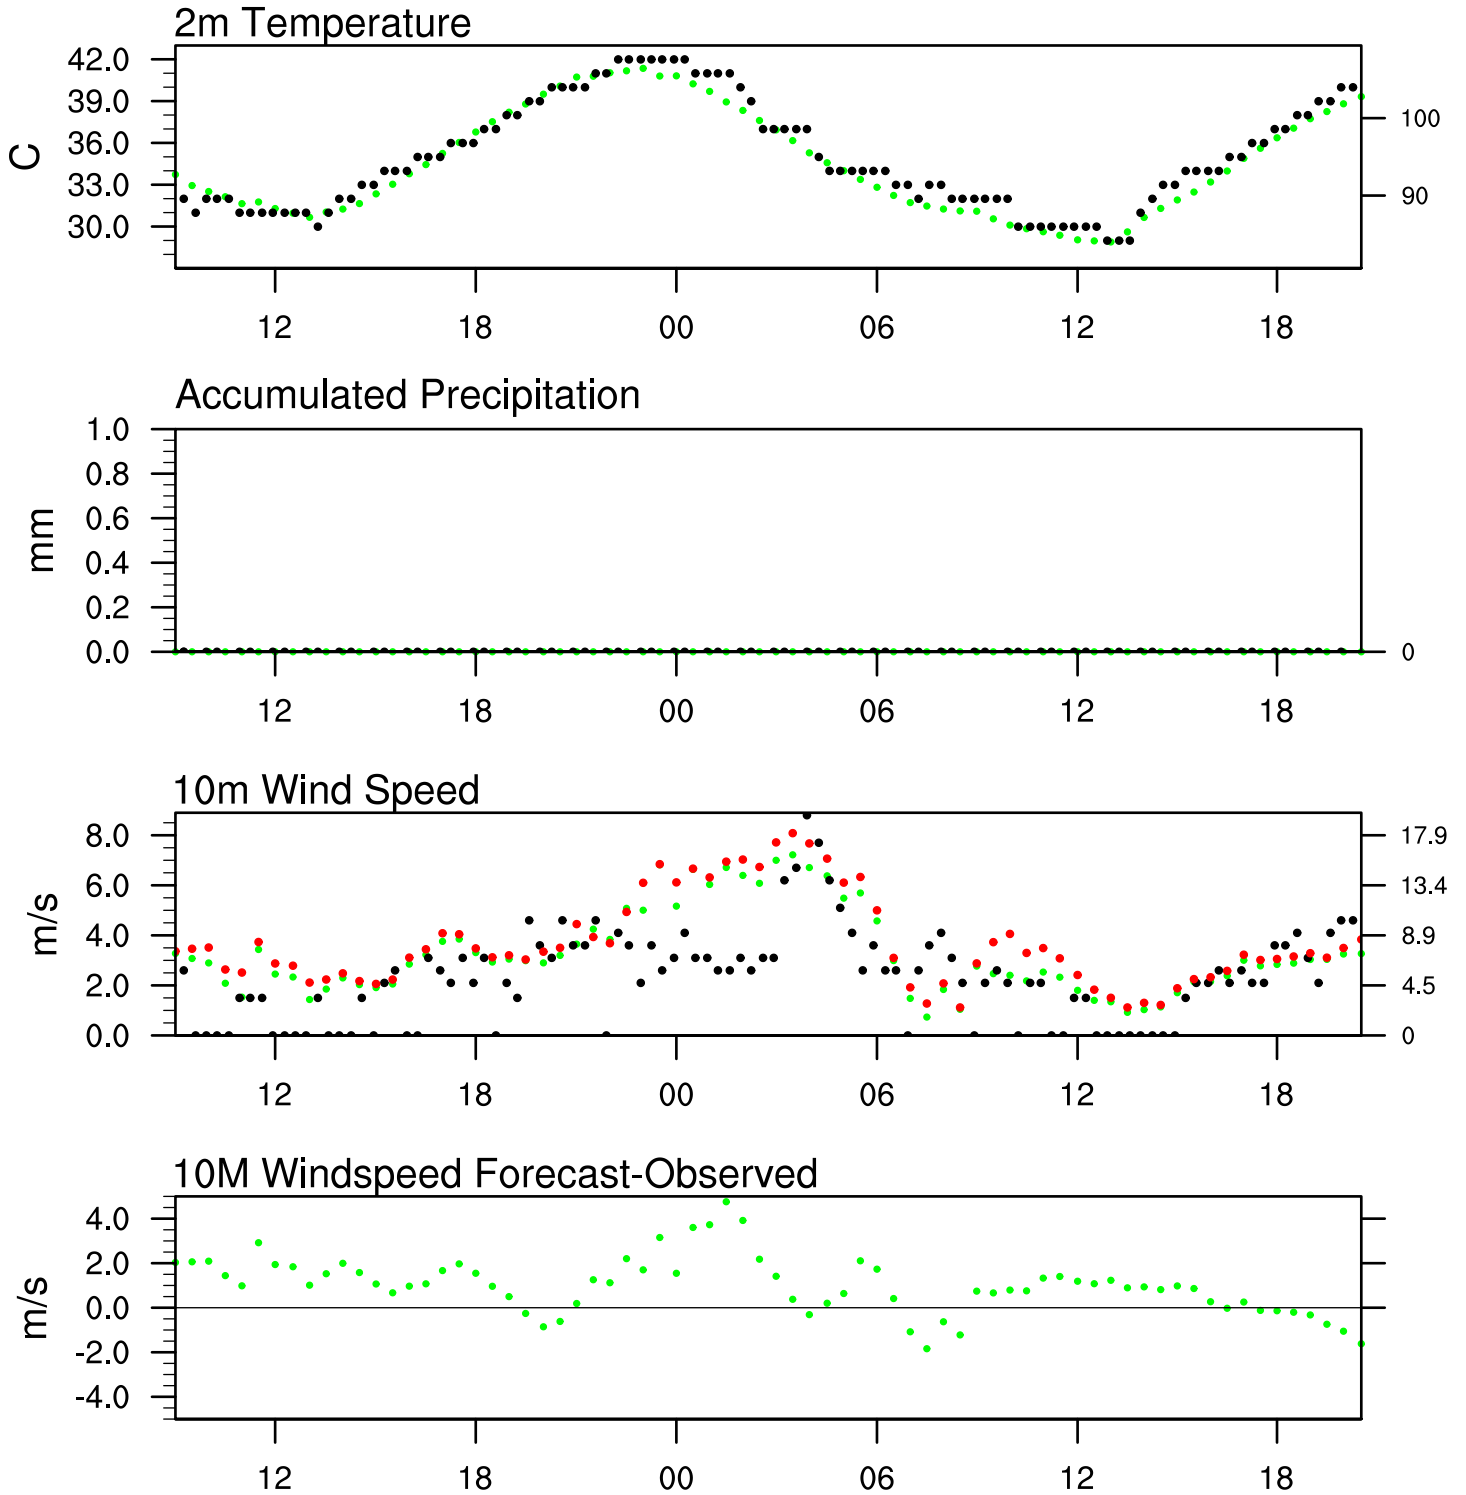 2m Temperature
42.0
39.0
36.0
33.0
30.0
C
100
90
12 18 00 06 12 18
Accumulated Precipitation
1.0
0.8
0.6
0.4
0.2
0.0
mm
0
12 18 00 06 12 18
10m Wind Speed
8.0
6.0
4.0
2.0
0.0
m/s
17.9
13.4
8.9
4.5
0
12 18 00 06 12 18
10M Windspeed Forecast-Observed
4.0
2.0
0.0
-2.0
-4.0
m/s
12 18 00 06 12 18